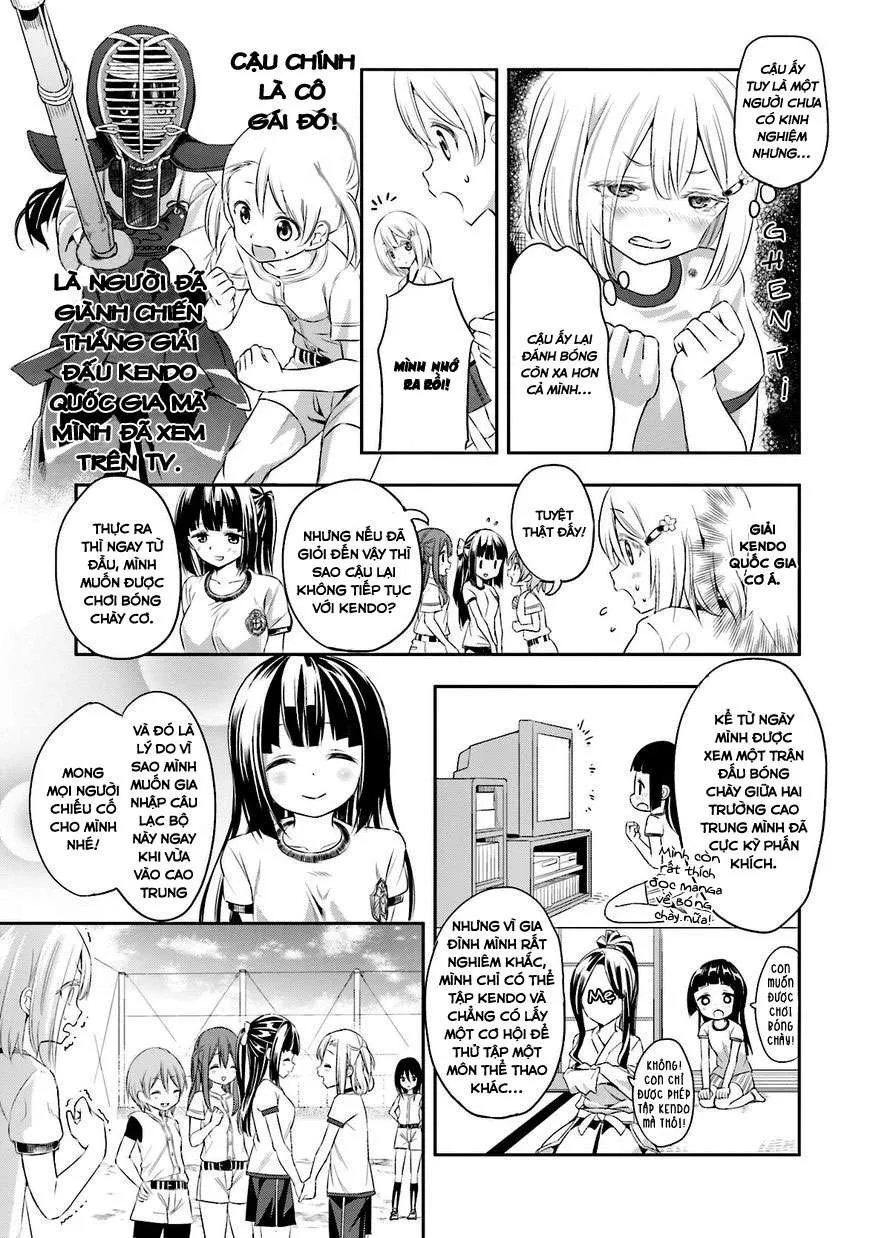 CẬU ẤY
TUY LÀ MỘT
NGƯỜI CHƯA
CÓ KINH
NGHIỆM
NHƯNG...
GHEN TỊ
CẬU ẤY LẠI
ĐÁNH BÓNG
CÒN XA HƠN
CẢ MÌNH...
MÌNH NHỚ
RA RỒI!
CẬU CHÍNH
LÀ CÔ
GÁI ĐÓ!
LÀ NGƯỜI ĐÃ
GIÀNH CHIẾN
THẮNG GIẢI
ĐẤU KENDO
QUỐC GIA MÀ
MÌNH ĐÃ XEM
TRÊN TV.
GIẢI
KENDO
QUỐC GIA
CƠ Á.
TUYỆT
THẬT ĐẤY!
NHƯNG NẾU ĐÃ
GIỎI ĐẾN VẬY THÌ
SAO CẬU LẠI
KHÔNG TIẾP TỤC
VỚI KENDO?
THỰC RA
THÌ NGAY TỪ
ĐẦU, MÌNH
MUỐN ĐƯỢC
CHƠI BÓNG
CHÀY CƠ.
KỂ TỪ NGÀY
MÌNH ĐƯỢC
XEM MỘT TRẬN
ĐẤU BÓNG
CHÀY GIỮA HAI
TRƯỜNG CAO
TRUNG MÌNH ĐÃ
CỰC KỲ PHẤN
KHÍCH.
Mình còn
rất thích
đọc manga
về bóng
chày nữa!
CON
MUỐN
ĐƯỢC
CHƠI
BÓNG
CHÀY!
Mẹ
KHÔNG!
CON CHỈ
ĐƯỢC PHÉP
TẬP KENDO
MÀ THÔI!
NHƯNG VÌ GIA
ĐÌNH MÌNH RẤT
NGHIÊM KHẮC,
MÌNH CHỈ CÓ THỂ
TẬP KENDO VÀ
CHẲNG CÓ LẤY
MỘT CƠ HỘI ĐỂ
THỬ TẬP MỘT
MÔN THỂ THAO
KHÁC...
VÀ ĐÓ LÀ
LÝ DO VÌ
SAO MÌNH
MUỐN GIA
NHẬP CÂU
LẠC BỘ
NÀY NGAY
KHI VỪA
VÀO CAO
TRUNG
MONG
MỌI NGƯỜI
CHIẾU CỐ
CHO MÌNH
NHÉ!